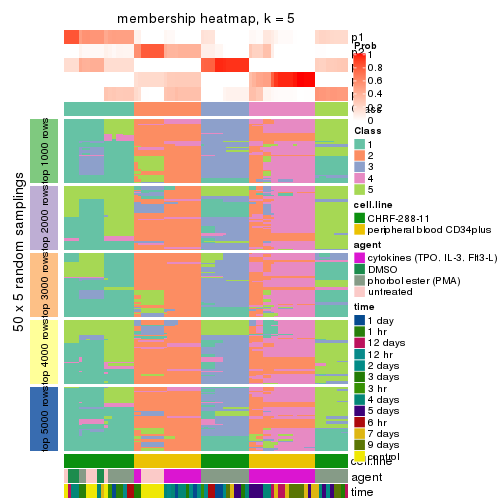 membership heatmap, k = 5
p1
Prob
1
0.8
0.6
0.4
0.2
0
Class
1
2
3
4
5
cell.line
CHRF-288-11
peripheral blood CD34plus
agent
cytokines (TPO. IL-3. Flt3-L)
DMSO
phorbol ester (PMA)
untreated
time
1 day
1 hr
12 days
12 hr
2 days
3 days
3 hr
4 days
5 days
6 hr
7 days
9 days
control
50 x 5 random samplings
top 1000 rows
top 2000 rows
top 3000 rows
top 4000 rows
top 5000 rows
cell.line
agent
time